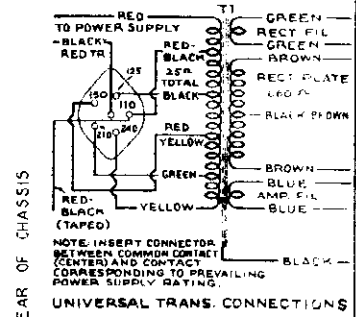 T1
RED
TO POWER SUPPLY
BLACK
RED TR.
RED-
BLACK
25Ω
TOTAL
BLACK
125
150
110
210
240
RED
YELLOW
GREEN
YELLOW
RED-
BLACK
(TAPED)
GREEN
RECT FIL
GREEN
BROWN
RECT PLATE
BLACK BROWN
BROWN
BLUE
AMP. FIL
BLUE
BLACK
NOTE: INSERT CONNECTOR
BETWEEN COMMON CONTACT
(CENTER) AND CONTACT
CORRESPONDING TO PREVAILING
POWER SUPPLY RATING.
UNIVERSAL TRANS. CONNECTIONS
EAR OF CHASSIS